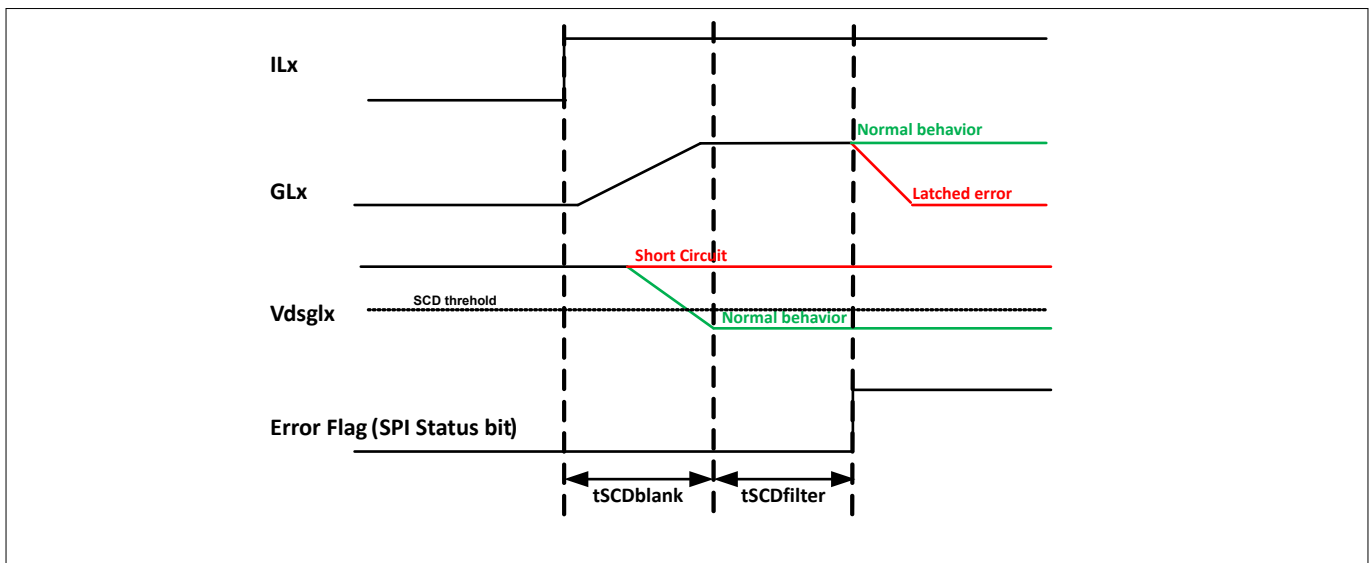 ILx
Normal behavior
GLx
Latched error
Short Circuit
SCD threhold
Vdsglx
Normal behavior
Error Flag (SPI Status bit)
tSCDblank
tSCDfilter